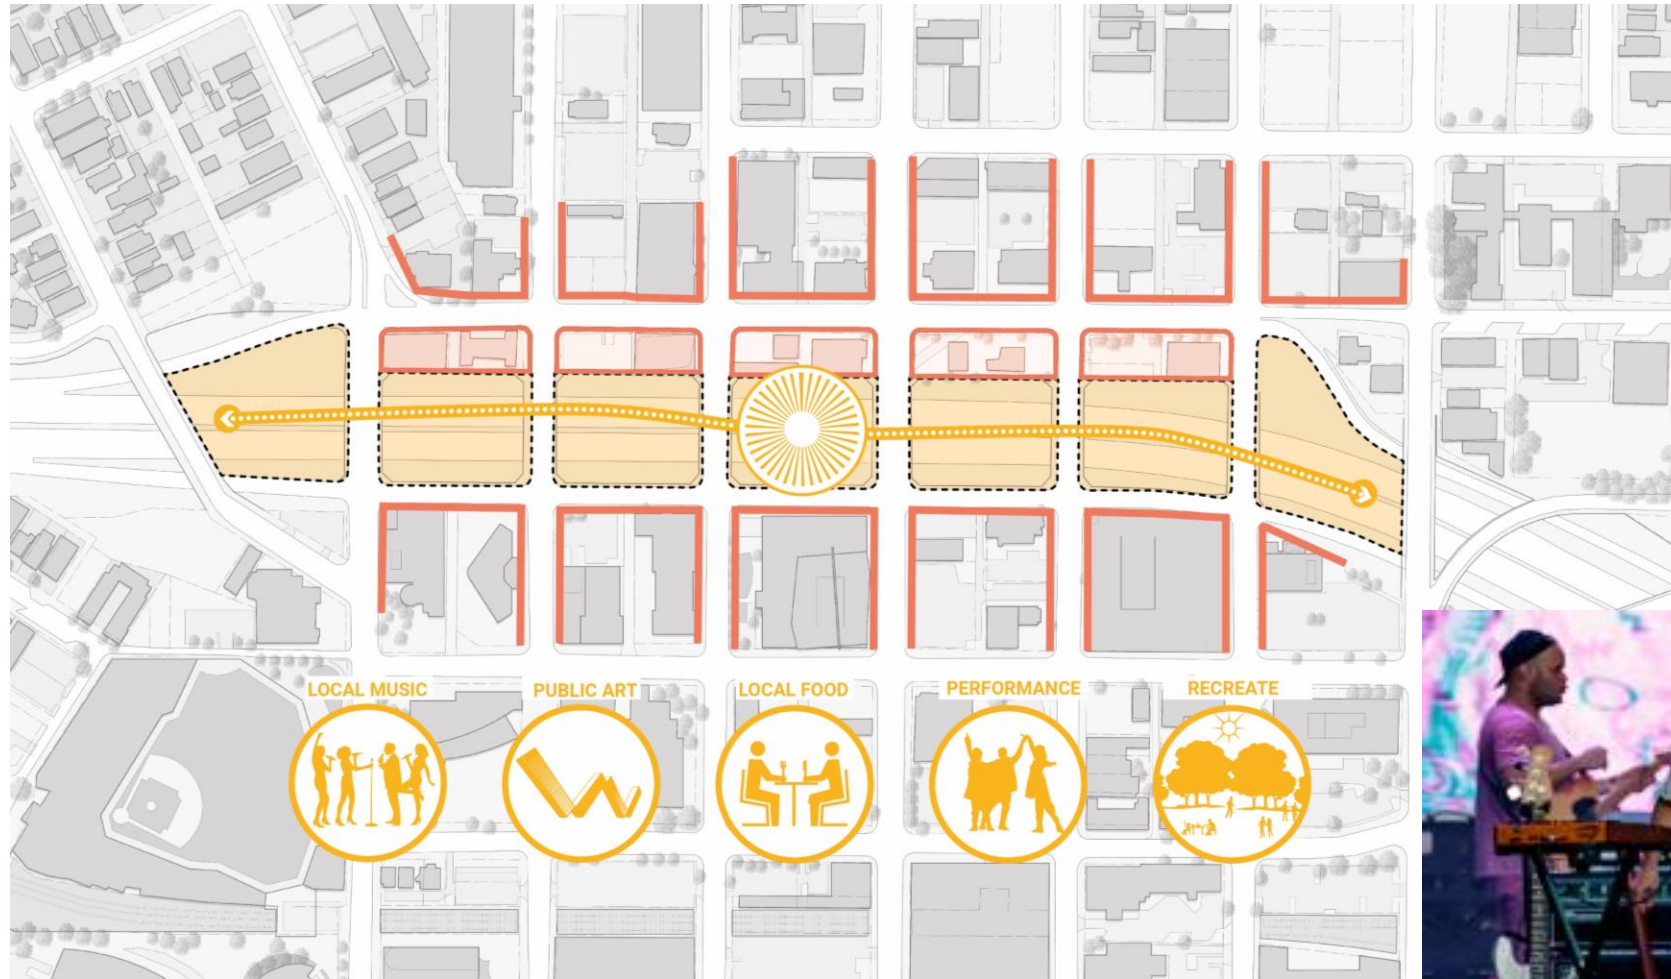 LOCAL MUSIC
PUBLIC ART
LOCAL FOOD
PERFORMANCE
RECREATE